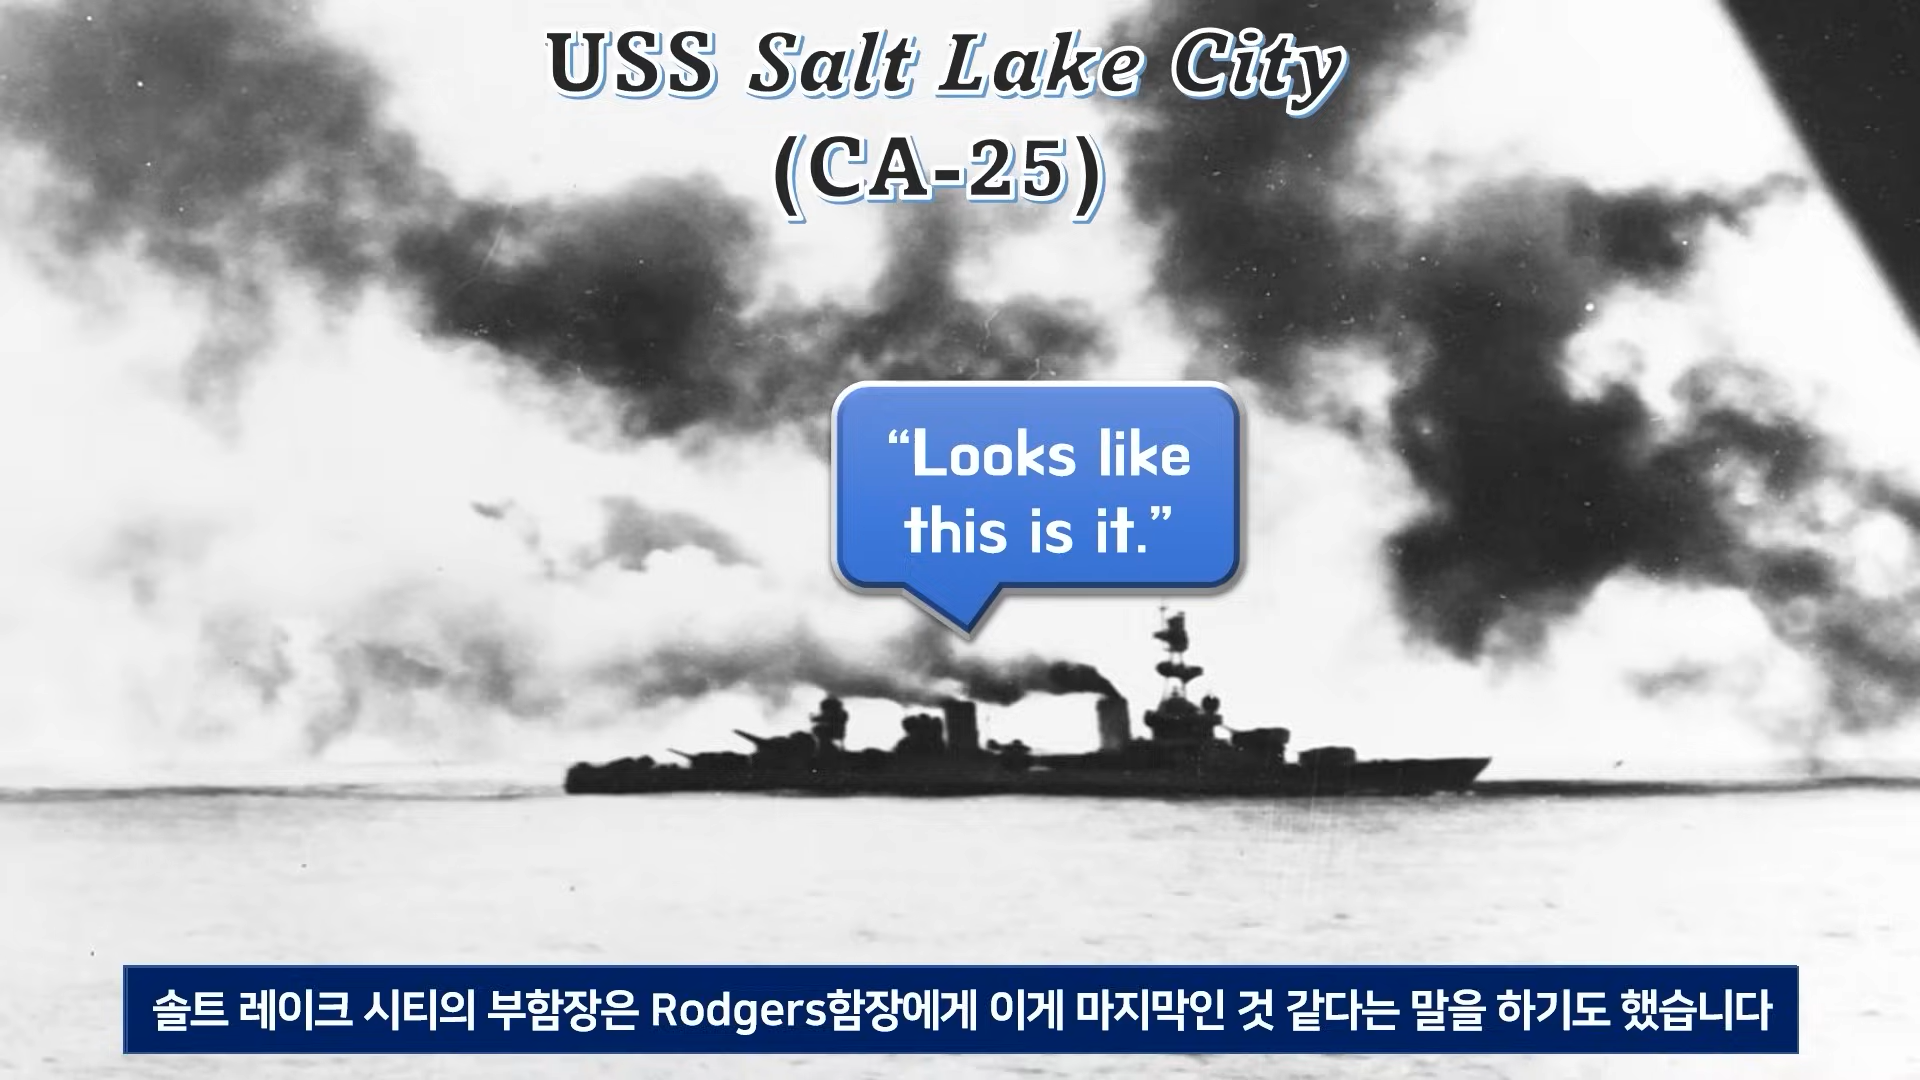 USS Salt Lake City
(CA-25)
“Looks like
this is it.”
솔트 레이크 시티의 부함장은 Rodgers함장에게 이게 마지막인 것 같다는 말을 하기도 했습니다